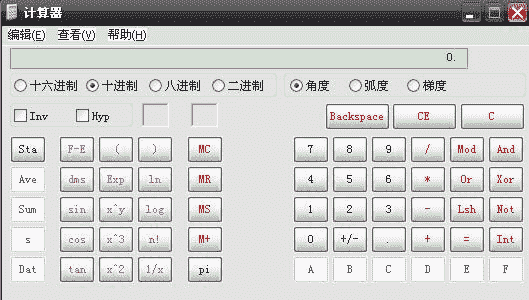 计算器
编辑(E) 查看(V) 帮助(H)
0.
十六进制 十进制 八进制 二进制 角度 弧度 梯度
Inv Hyp Backspace CE C
Sta F-E ( ) MC 7 8 9 / Mod And
Ave dms Exp ln MR 4 5 6 * Or Xor
Sum sin x^y log MS 1 2 3 - Lsh Not
s cos x^3 n! M+ 0 +/- . + = Int
Dat tan x^2 1/x pi A B C D E F